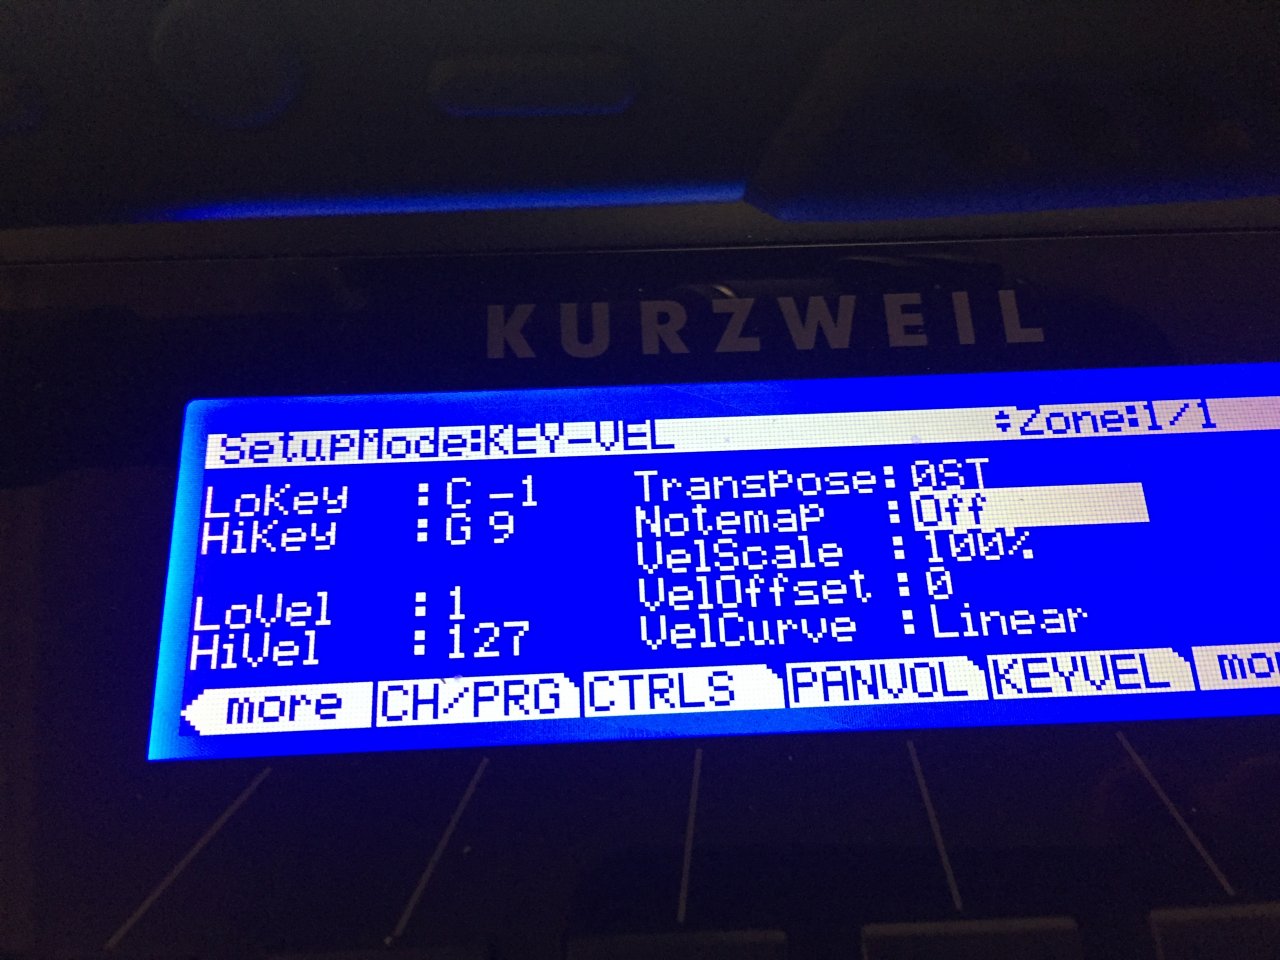 KURZWEIL
SetupMode:KEY-VEL ⬍Zone:1/1
LoKey :C -1 Transpose:0ST
HiKey :G 9 Notemap :Off
VelScale :100%
LoVel :1 VelOffset :0
HiVel :127 VelCurve :Linear
more CH/PRG CTRLS PANVOL KEYVEL